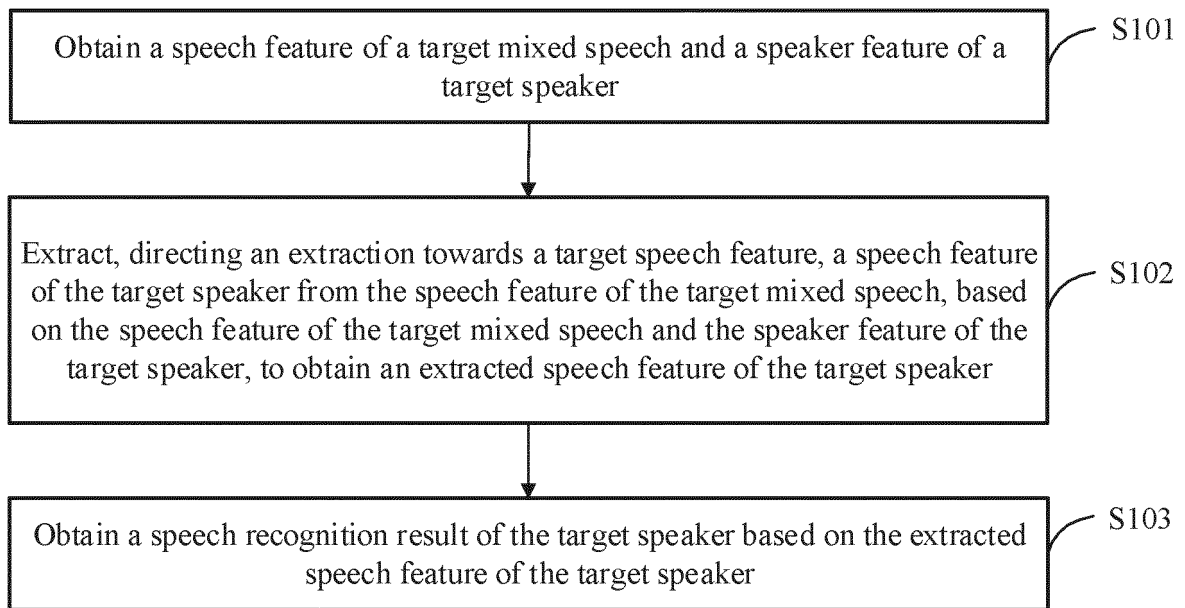 Obtain a speech feature of a target mixed speech and a speaker feature of a
target speaker
S101
Extract, directing an extraction towards a target speech feature, a speech feature
of the target speaker from the speech feature of the target mixed speech, based
on the speech feature of the target mixed speech and the speaker feature of the
target speaker, to obtain an extracted speech feature of the target speaker
S102
Obtain a speech recognition result of the target speaker based on the extracted
speech feature of the target speaker
S103